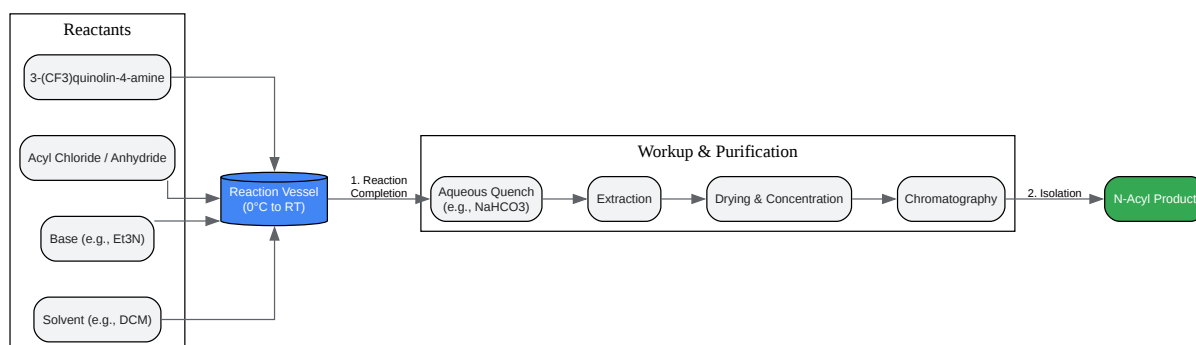 Reactants
3-(CF3)quinolin-4-amine
Acyl Chloride / Anhydride
Base (e.g., Et3N)
Solvent (e.g., DCM)
Reaction Vessel
(0°C to RT)
1. Reaction
Completion
Workup & Purification
Aqueous Quench
(e.g., NaHCO3)
Extraction
Drying & Concentration
Chromatography
2. Isolation
N-Acyl Product